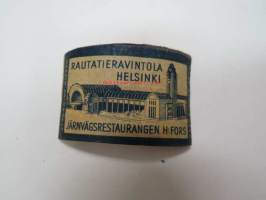 RAUTATIERAVINTOLA
HELSINKI
JÄRNVÄGSRESTAURANGEN H:FORS